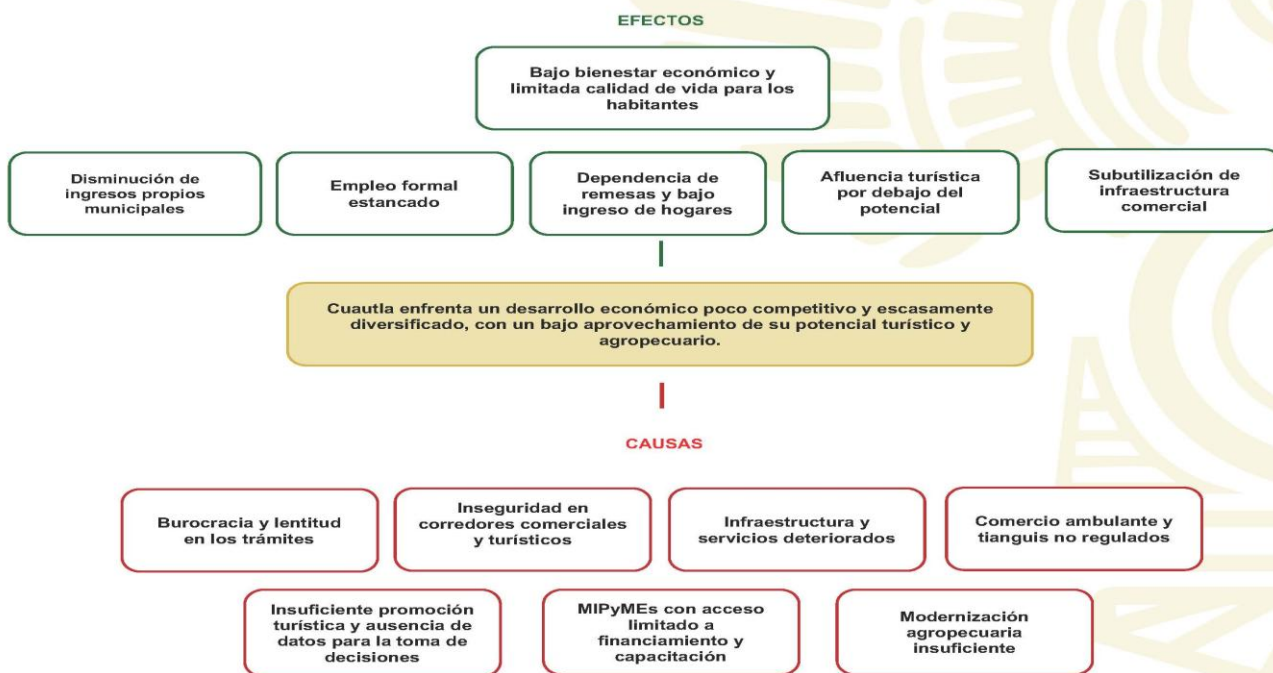 EFECTOS
Bajo bienestar económico y
limitada calidad de vida para los
habitantes
Disminución de
ingresos propios
municipales
Empleo formal
estancado
Dependencia de
remesas y bajo
ingreso de hogares
Afluencia turística
por debajo del
potencial
Subutilización de
infraestructura
comercial
Cuautla enfrenta un desarrollo económico poco competitivo y escasamente
diversificado, con un bajo aprovechamiento de su potencial turístico y
agropecuario.
CAUSAS
Burocracia y lentitud
en los trámites
Inseguridad en
corredores comerciales
y turísticos
Infraestructura y
servicios deteriorados
Comercio ambulante y
tianguis no regulados
Insuficiente promoción
turística y ausencia de
datos para la toma de
decisiones
MIPyMEs con acceso
limitado a
financiamiento y
capacitación
Modernización
agropecuaria
insuficiente